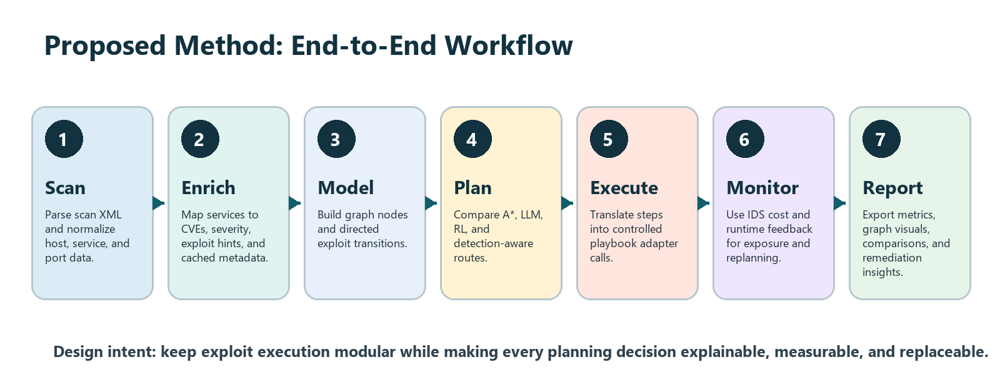 Proposed Method: End-to-End Workflow
1
Scan
Parse scan XML
and normalize
host, service, and
port data.
2
Enrich
Map services to
CVEs, severity,
exploit hints, and
cached metadata.
3
Model
Build graph nodes
and directed
exploit transitions.
4
Plan
Compare A*, LLM,
RL, and
detection-aware
routes.
5
Execute
Translate steps
into controlled
playbook adapter
calls.
6
Monitor
Use IDS cost and
runtime feedback
for exposure and
replanning.
7
Report
Export metrics,
graph visuals,
comparisons, and
remediation
insights.
Design intent: keep exploit execution modular while making every planning decision explainable, measurable, and replaceable.